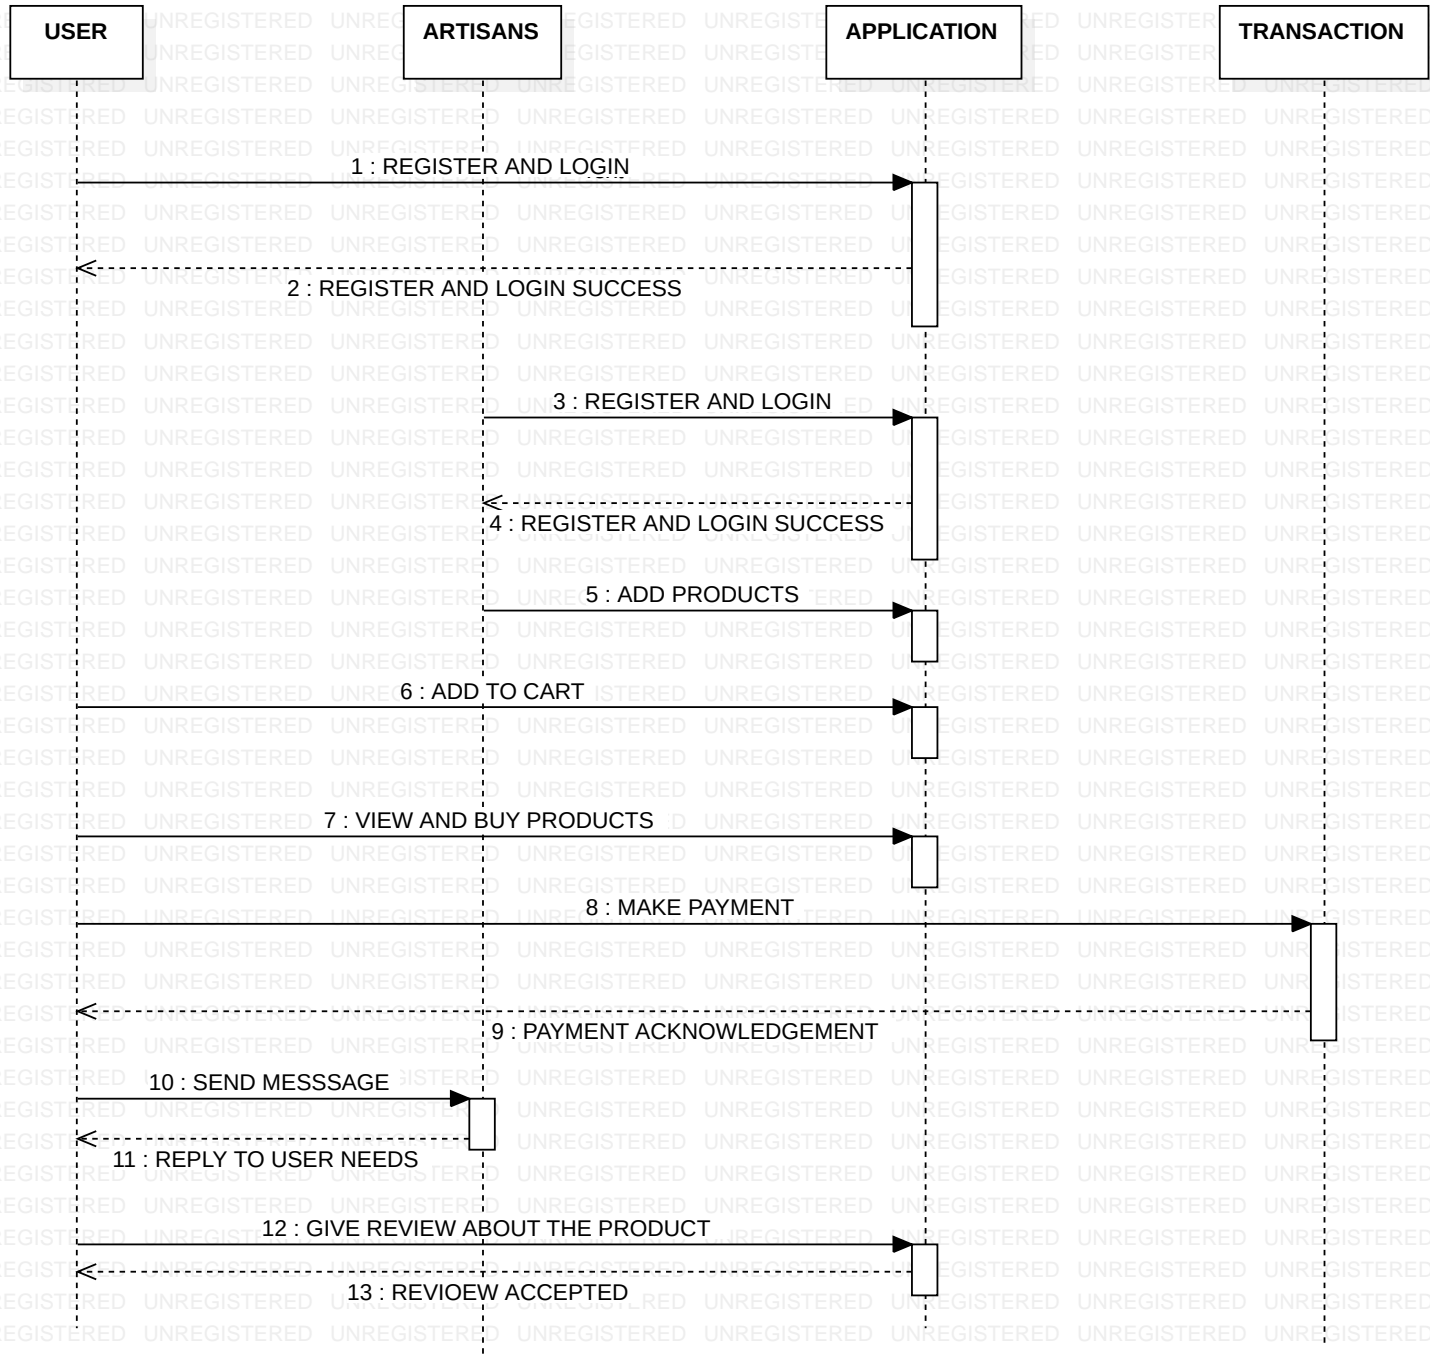 USER
ARTISANS
APPLICATION
TRANSACTION
1 : REGISTER AND LOGIN
2 : REGISTER AND LOGIN SUCCESS
3 : REGISTER AND LOGIN
4 : REGISTER AND LOGIN SUCCESS
5 : ADD PRODUCTS
6 : ADD TO CART
7 : VIEW AND BUY PRODUCTS
8 : MAKE PAYMENT
9 : PAYMENT ACKNOWLEDGEMENT
10 : SEND MESSSAGE
11 : REPLY TO USER NEEDS
12 : GIVE REVIEW ABOUT THE PRODUCT
13 : REVIOEW ACCEPTED
UNREGISTERED